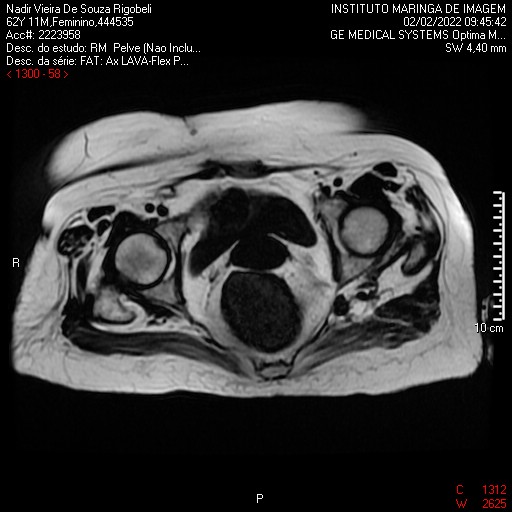 Nadir Vieira De Souza Rigobeli
62Y 11M,Feminino,444535
Acc#: 2223958
Desc. do estudo: RM Pelve (Nao Inclu...
Desc. da série: FAT: Ax LAVA-Flex P...
< 1300 - 58 >
INSTITUTO MARINGA DE IMAGEM
02/02/2022 09:45:42
GE MEDICAL SYSTEMS Optima M...
SW 4,40 mm
R
10 cm
P
C 1312
W 2625